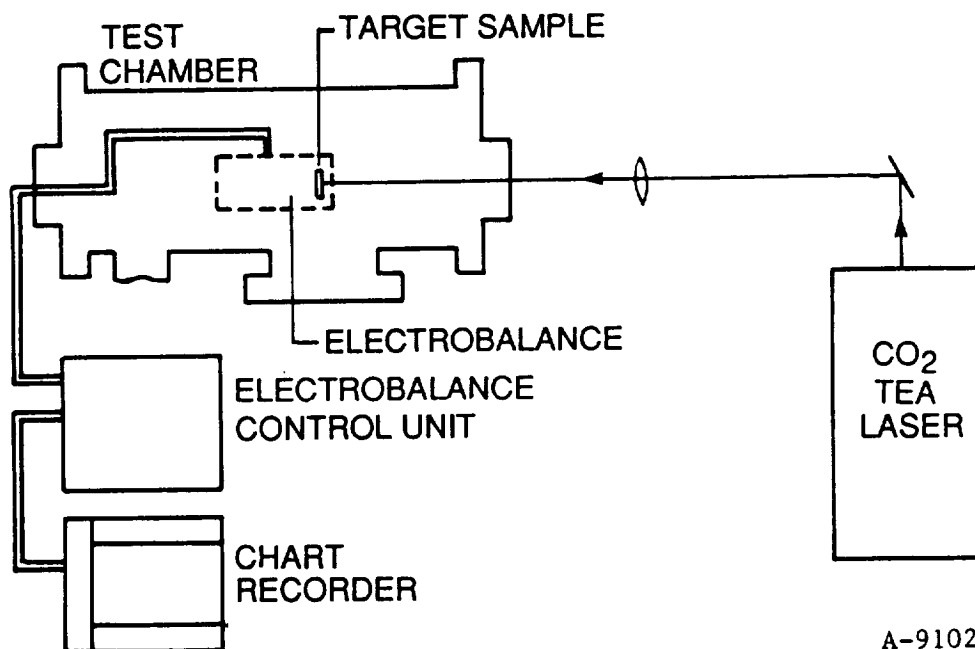 TEST
CHAMBER
TARGET SAMPLE
ELECTROBALANCE
ELECTROBALANCE
CONTROL UNIT
CHART
RECORDER
CO2
TEA
LASER
A-9102